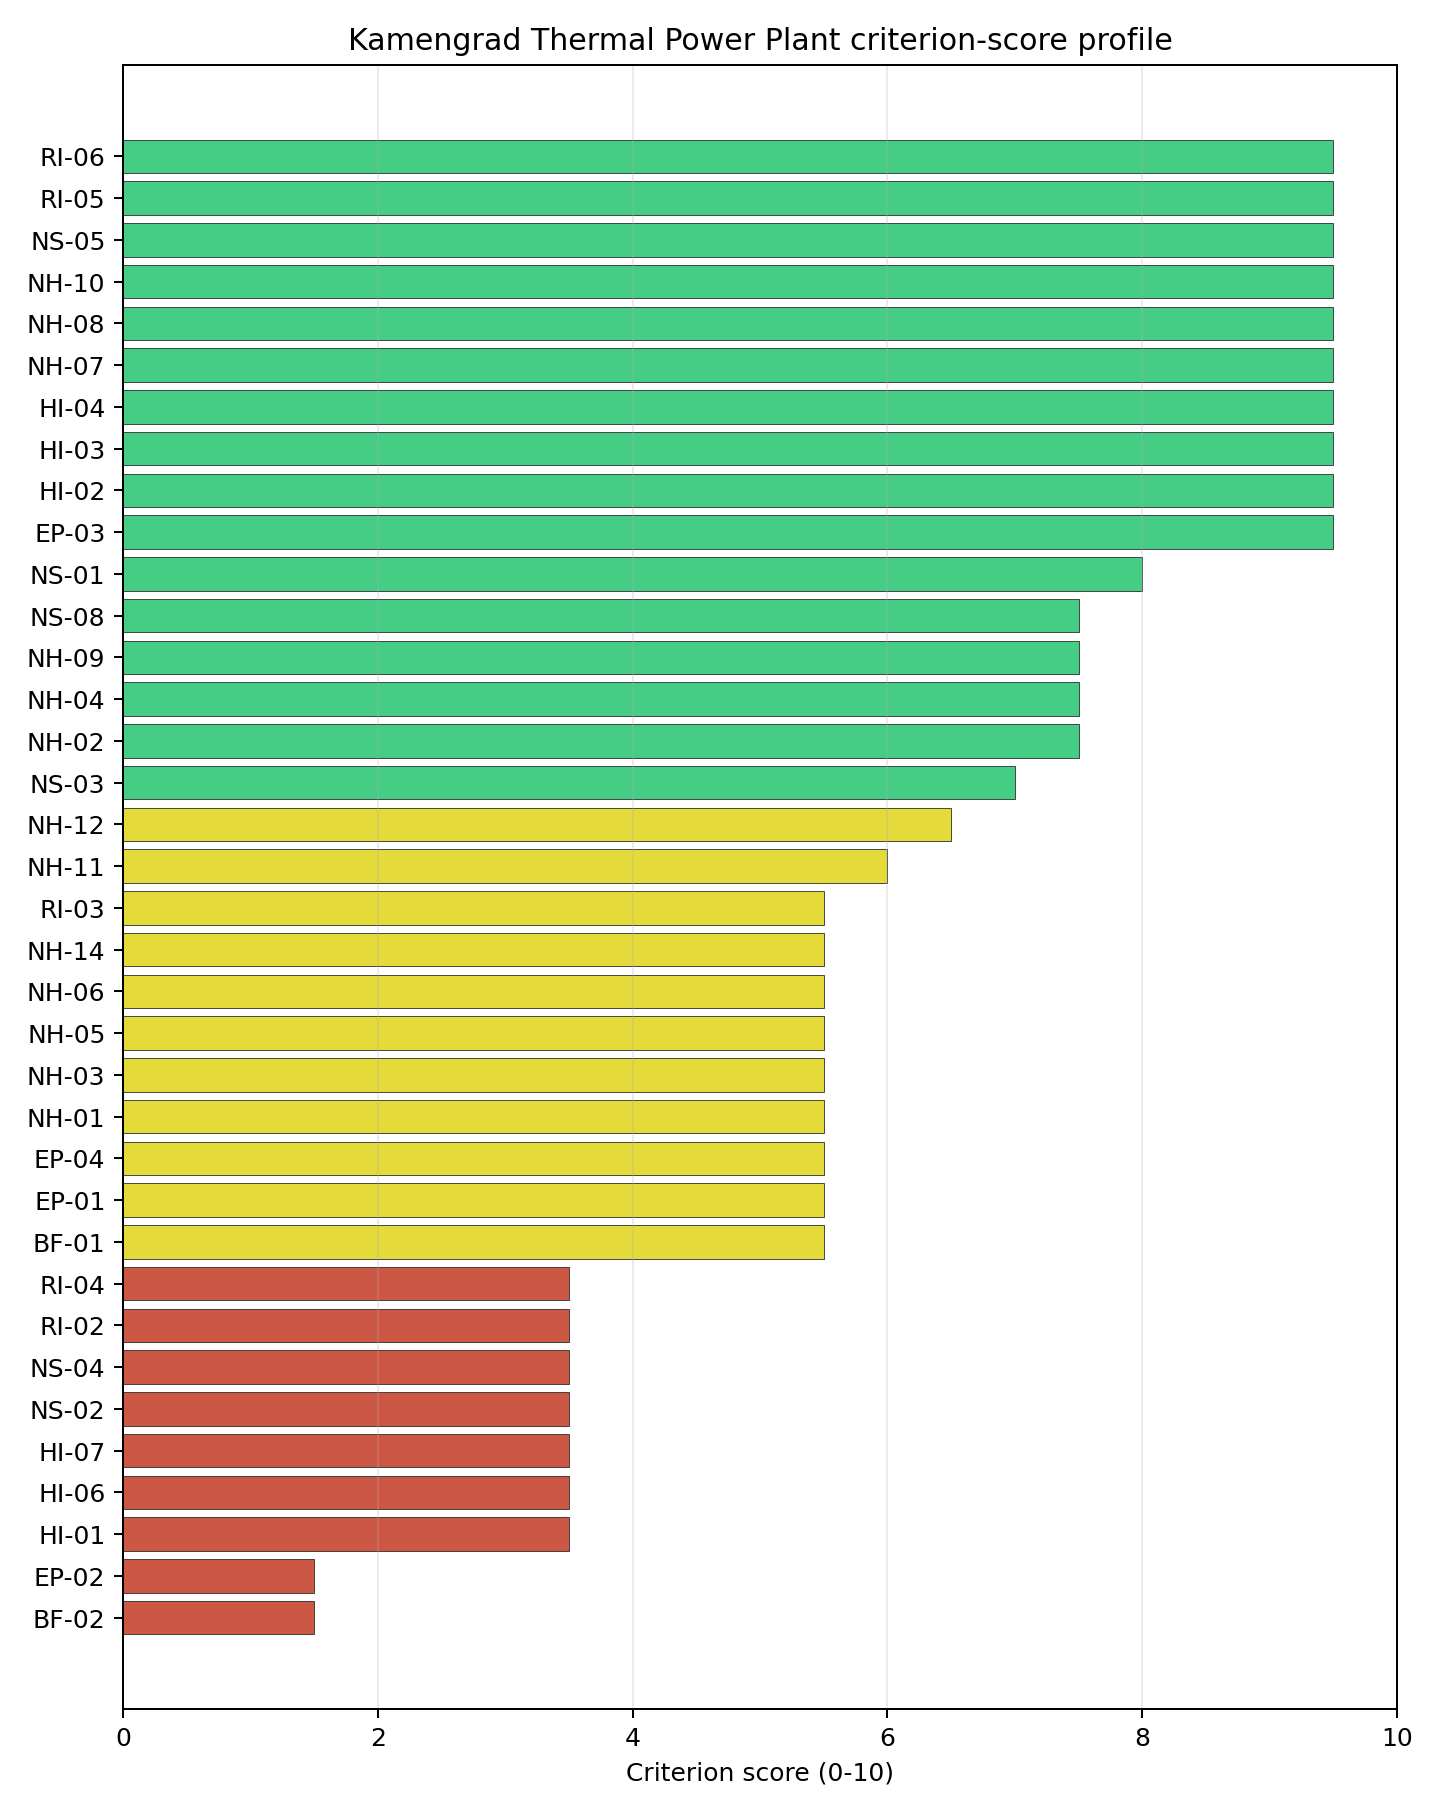 Kamengrad Thermal Power Plant criterion-score profile
RI-06
RI-05
NS-05
NH-10
NH-08
NH-07
HI-04
HI-03
HI-02
EP-03
NS-01
NS-08
NH-09
NH-04
NH-02
NS-03
NH-12
NH-11
RI-03
NH-14
NH-06
NH-05
NH-03
NH-01
EP-04
EP-01
BF-01
RI-04
RI-02
NS-04
NS-02
HI-07
HI-06
HI-01
EP-02
BF-02
0 2 4 6 8 10
Criterion score (0-10)